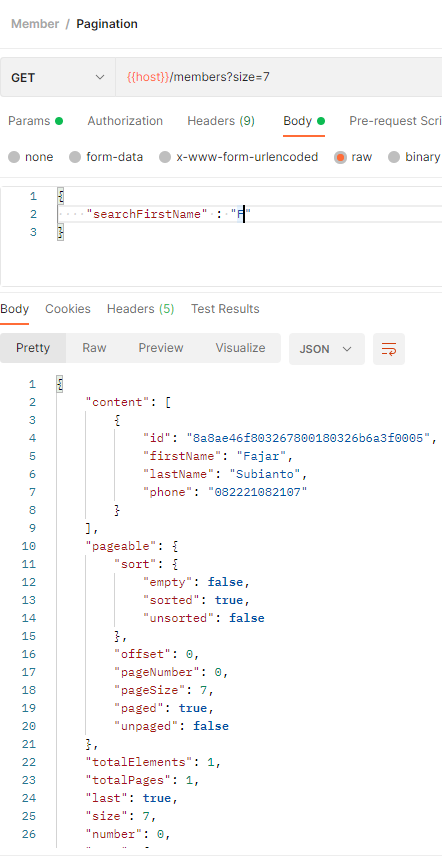 Member / Pagination
GET {{host}}/members?size=7
Params Authorization Headers (9) Body Pre-request Scri
none form-data x-www-form-urlencoded raw binary
1 {
2 "searchFirstName" : "F"
3 }
Body Cookies Headers (5) Test Results
Pretty Raw Preview Visualize JSON
1 {
2 "content": [
3 {
4 "id": "8a8ae46f803267800180326b6a3f0005",
5 "firstName": "Fajar",
6 "lastName": "Subianto",
7 "phone": "082221082107"
8 }
9 ],
10 "pageable": {
11 "sort": {
12 "empty": false,
13 "sorted": true,
14 "unsorted": false
15 },
16 "offset": 0,
17 "pageNumber": 0,
18 "pageSize": 7,
19 "paged": true,
20 "unpaged": false
21 },
22 "totalElements": 1,
23 "totalPages": 1,
24 "last": true,
25 "size": 7,
26 "number": 0,